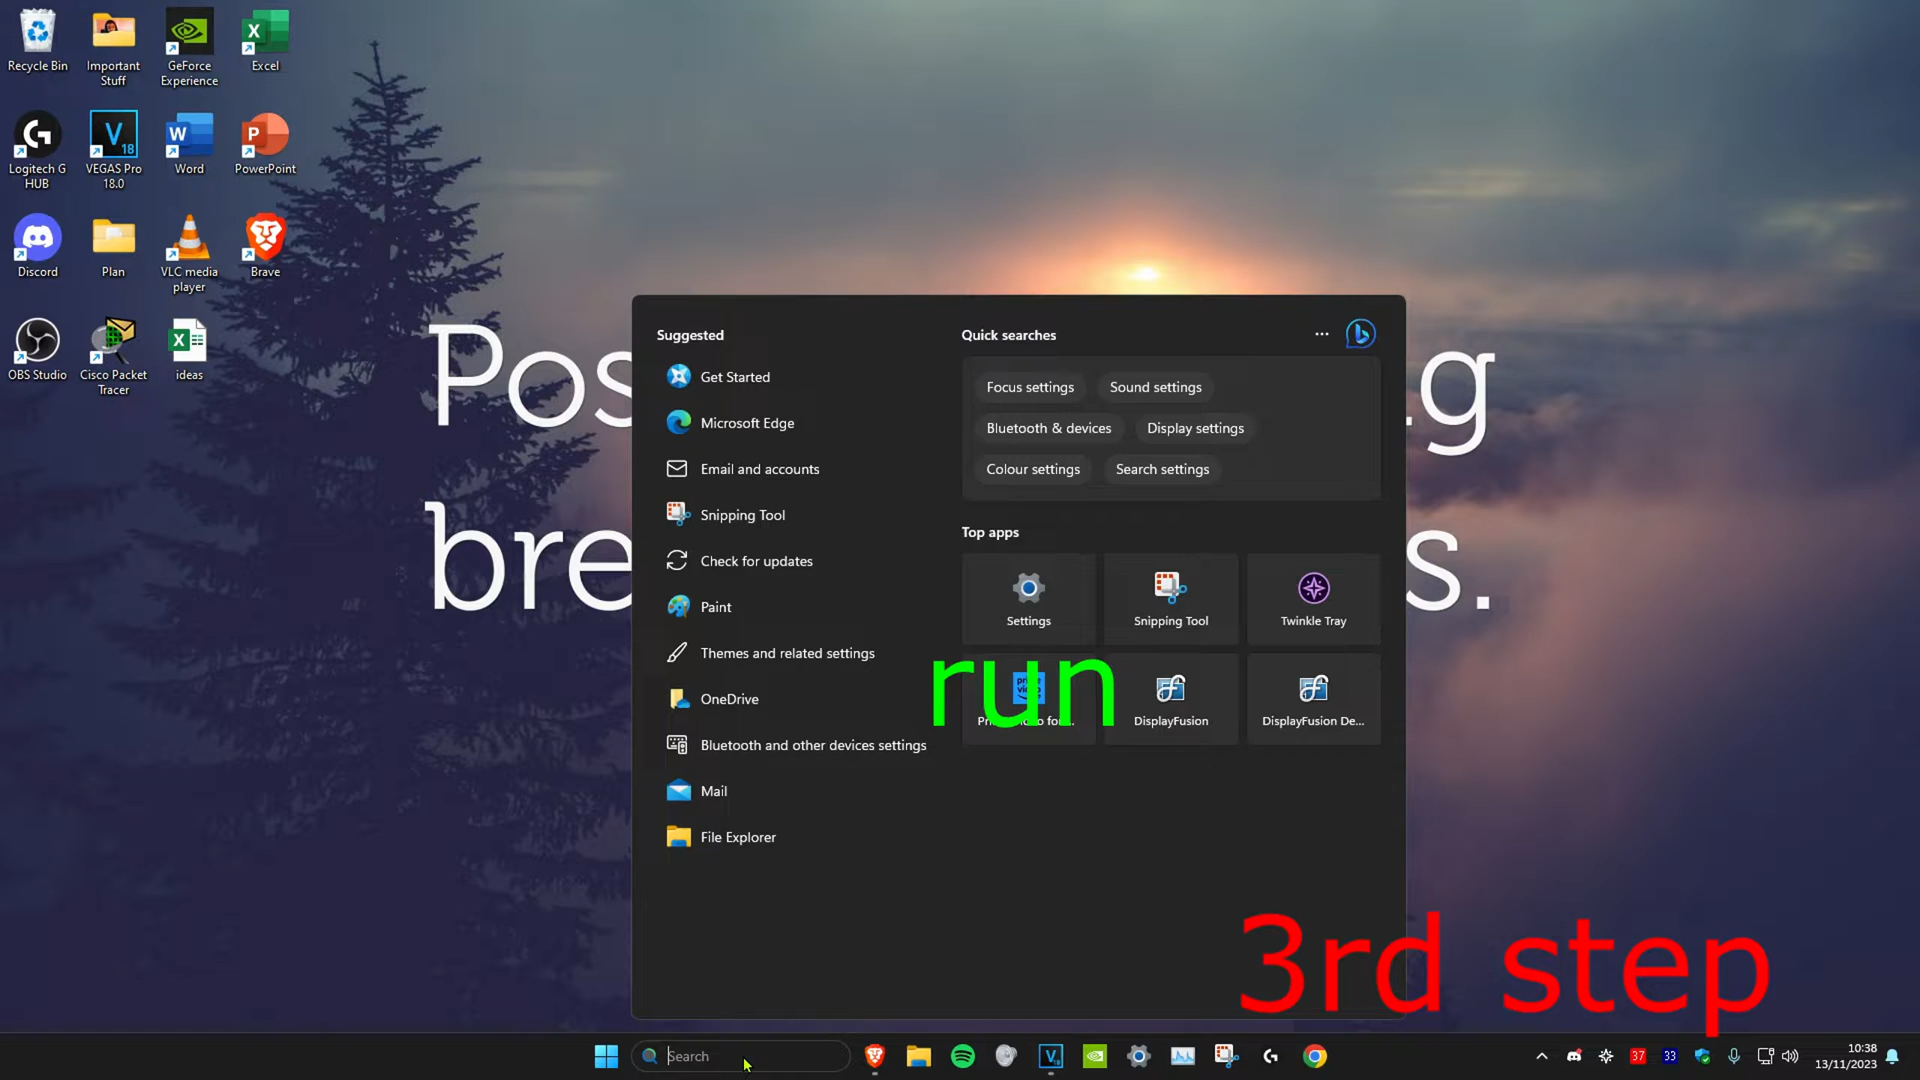 Recycle Bin
Important Stuff
GeForce Experience
Excel
Logitech G HUB
VEGAS Pro 18.0
Word
PowerPoint
Discord
Plan
VLC media player
Brave
OBS Studio
Cisco Packet Tracer
ideas
Pos
g
bre
s.
Suggested
Get Started
Microsoft Edge
Email and accounts
Snipping Tool
Check for updates
Paint
Themes and related settings
OneDrive
Bluetooth and other devices settings
Mail
File Explorer
Quick searches
Focus settings
Sound settings
Bluetooth & devices
Display settings
Colour settings
Search settings
Top apps
Settings
Snipping Tool
Twinkle Tray
DisplayFusion
DisplayFusion De...
run
3rd step
Search
37
33
10:38
13/11/2023